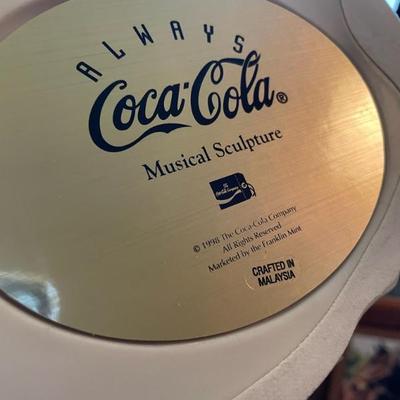 ALWAYS
Coca-Cola®
Musical Sculpture
© 1998 The Coca-Cola Company
All Rights Reserved
Marketed by the Franklin Mint
CRAFTED IN
MALAYSIA